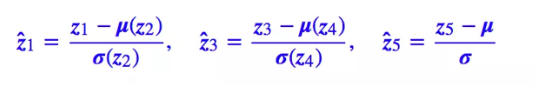 ẑ1 = (z1 − μ(z2)) / σ(z2), ẑ3 = (z3 − μ(z4)) / σ(z4), ẑ5 = (z5 − μ) / σ